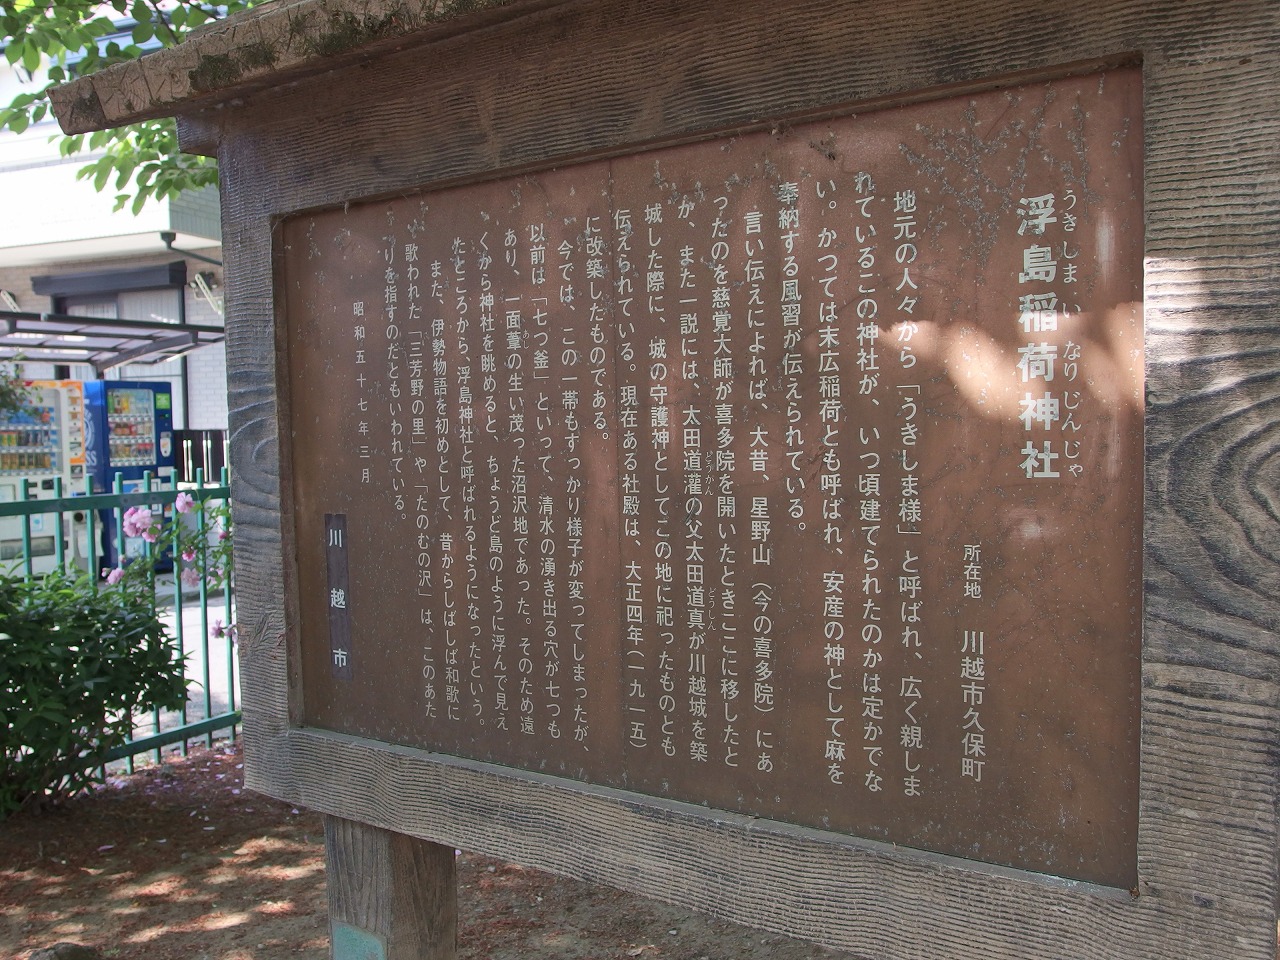 うきしま いなりじんじゃ
浮島稲荷神社
所在地 川越市久保町
地元の人々から「うきしま様」と呼ばれ、広く親しま
れているこの神社が、いつ頃建てられたのかは定かでな
い。かつては末広稲荷とも呼ばれ、安産の神として麻を
奉納する風習が伝えられている。
言い伝えによれば、大昔、星野山（今の喜多院）にあ
ったのを慈覚大師が喜多院を開いたときここに移したと
か、また一説には、太田道灌の父太田道真が川越城を築
どうかん
どうしん
城した際に、城の守護神としてこの地に祀ったものとも
伝えられている。現在ある社殿は、大正四年（一九一五）
に改築したものである。
今では、この一帯もすっかり様子が変ってしまったが、
以前は「七つ釜」といって、清水の湧き出る穴が七つも
あり、一面葦の生い茂った沼沢地であった。そのため遠
あし
くから神社を眺めると、ちょうど島のように浮んで見え
たところから、浮島神社と呼ばれるようになったという。
また、伊勢物語を初めとして、昔からしばしば和歌に
歌われた「三芳野の里」や「たのむの沢」は、このあた
りを指すのだともいわれている。
昭和五十七年三月
川越市